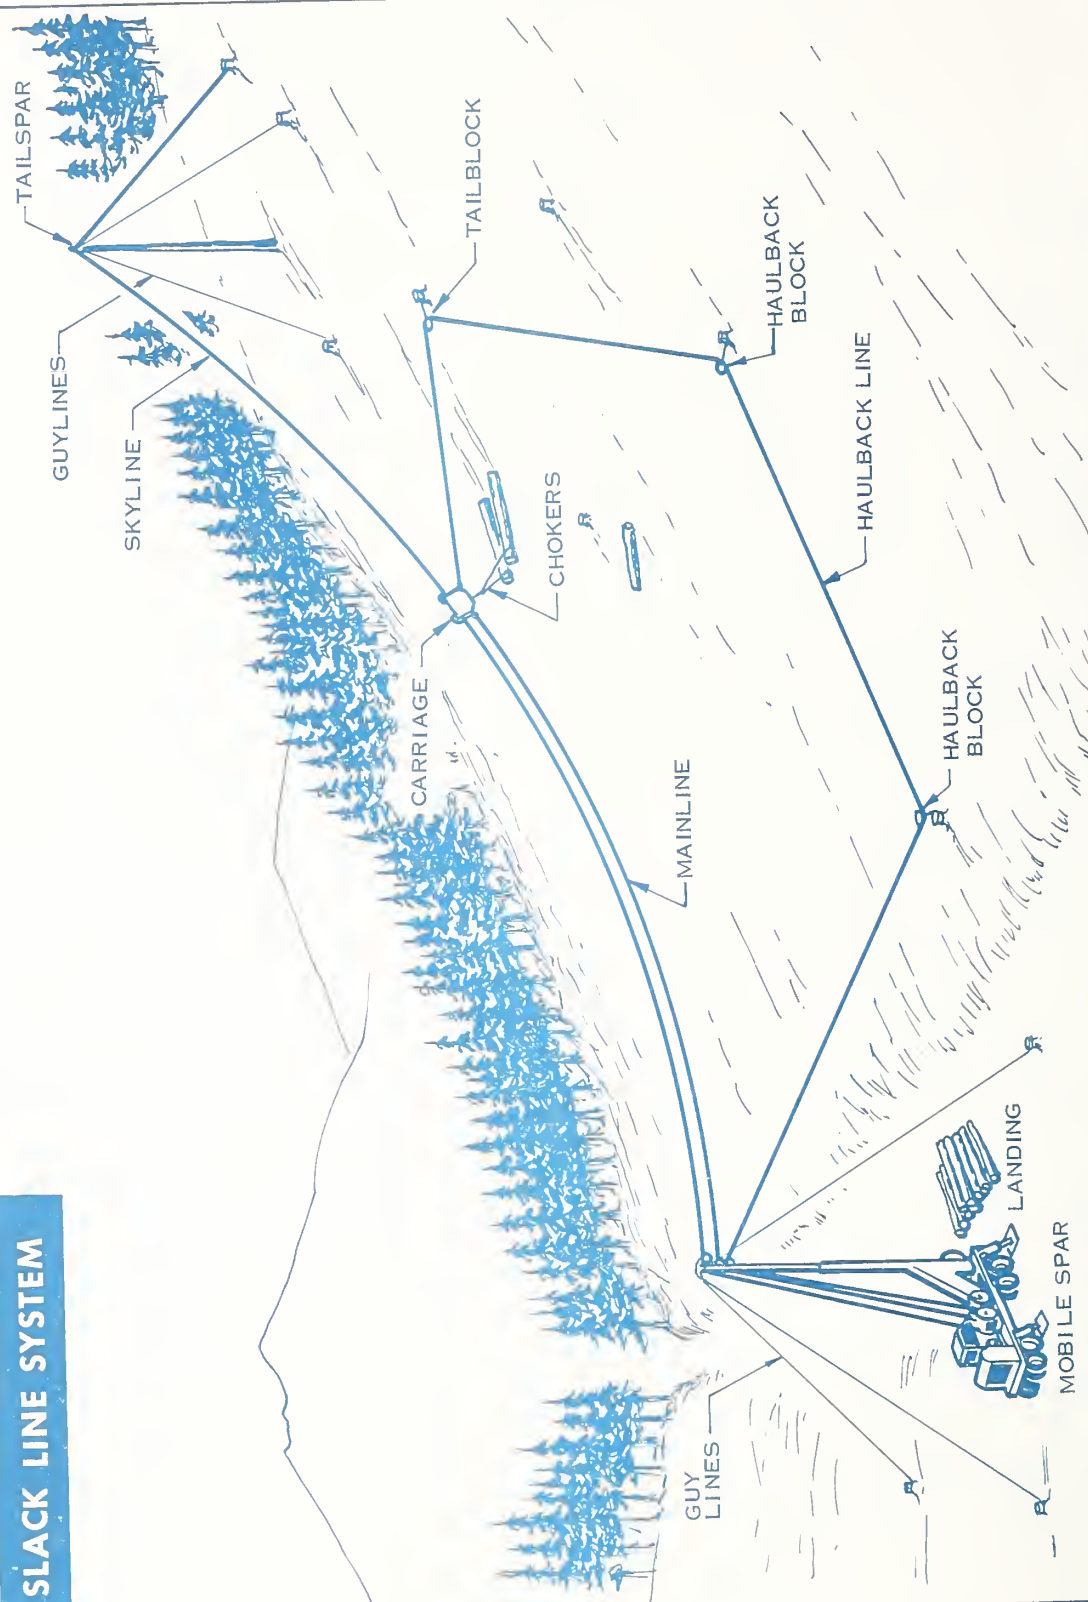 SLACK LINE SYSTEM
TAILSPAR
GUYLINES
SKYLINE
TAILBLOCK
CARRIAGE
CHOKERS
HAULBACK
BLOCK
MAINLINE
HAULBACK LINE
HAULBACK
BLOCK
GUY
LINES
LANDING
MOBILE SPAR